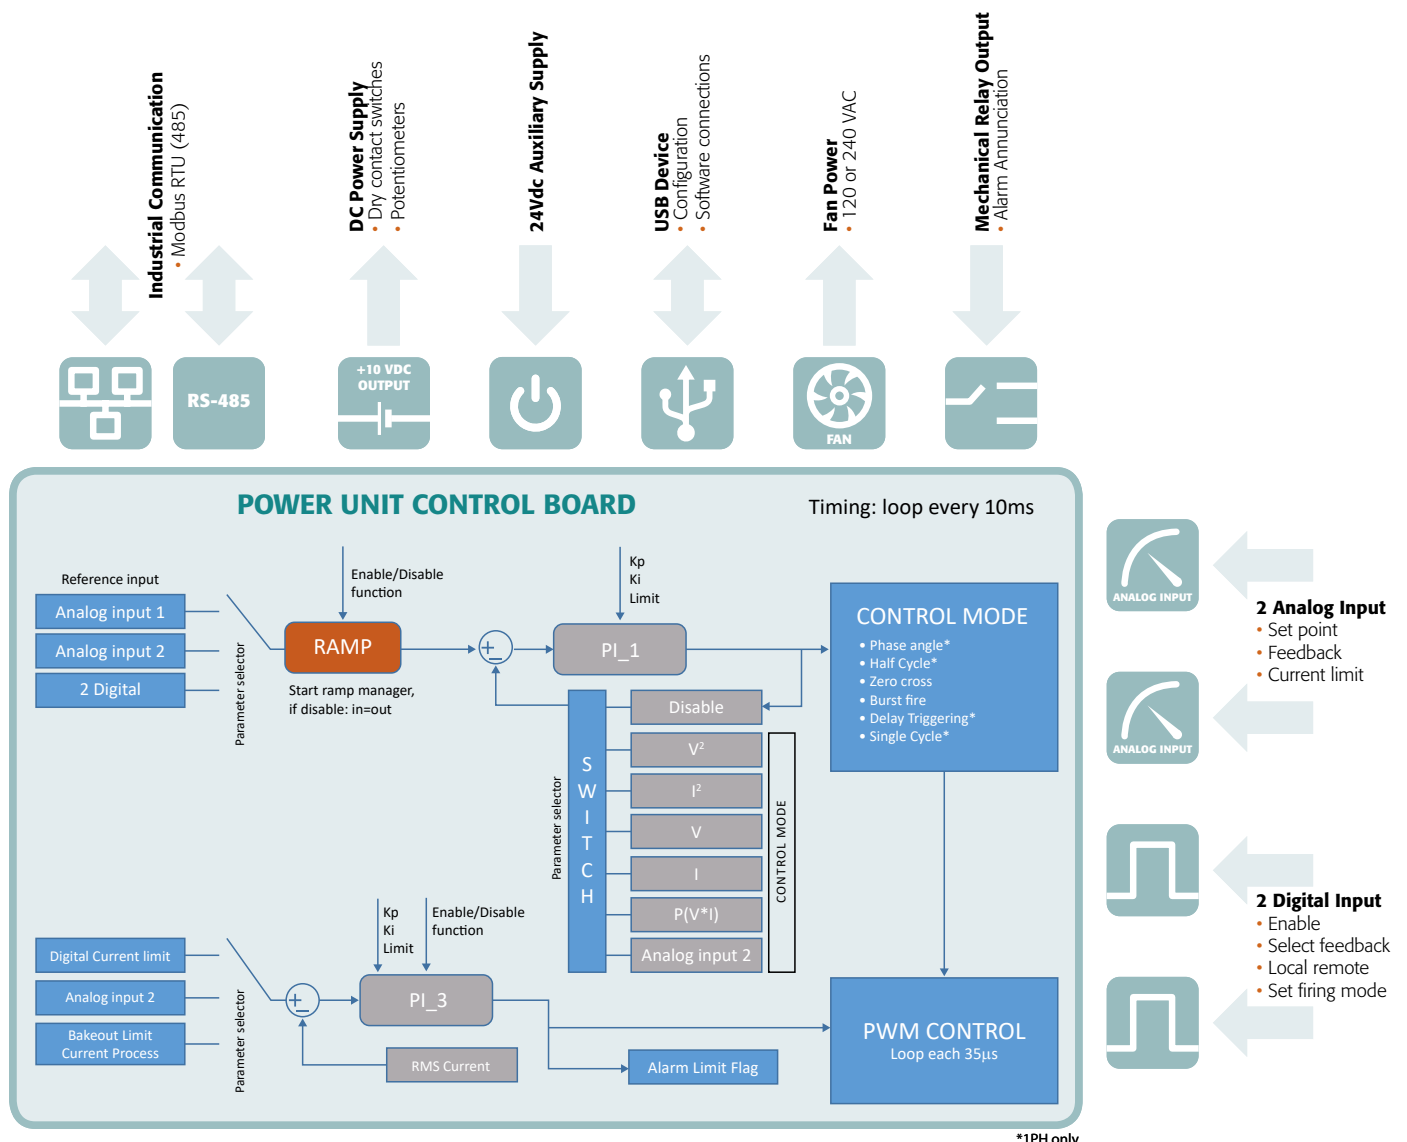 Industrial Communication
• Modbus RTU (485)
DC Power Supply
• Dry contact switches
• Potentiometers
24Vdc Auxiliary Supply
USB Device
• Configuration
• Software connections
Fan Power
• 120 or 240 VAC
Mechanical Relay Output
• Alarm Annunciation
RS-485
+10 VDC
OUTPUT
FAN
POWER UNIT CONTROL BOARD
Timing: loop every 10ms
Reference input
Analog input 1
Analog input 2
2 Digital
Parameter selector
Enable/Disable
function
RAMP
Start ramp manager,
if disable: in=out
+
−
Kp
Ki
Limit
PI_1
CONTROL MODE
• Phase angle*
• Half Cycle*
• Zero cross
• Burst fire
• Delay Triggering*
• Single Cycle*
Parameter selector
S
W
I
T
C
H
Disable
V²
I²
V
I
P(V*I)
Analog input 2
CONTROL MODE
Digital Current limit
Analog input 2
Bakeout Limit
Current Process
Parameter selector
+
−
Kp
Ki
Limit
Enable/Disable
function
PI_3
RMS Current
Alarm Limit Flag
PWM CONTROL
Loop each 35µs
ANALOG INPUT
ANALOG INPUT
2 Analog Input
• Set point
• Feedback
• Current limit
2 Digital Input
• Enable
• Select feedback
• Local remote
• Set firing mode
*1PH only